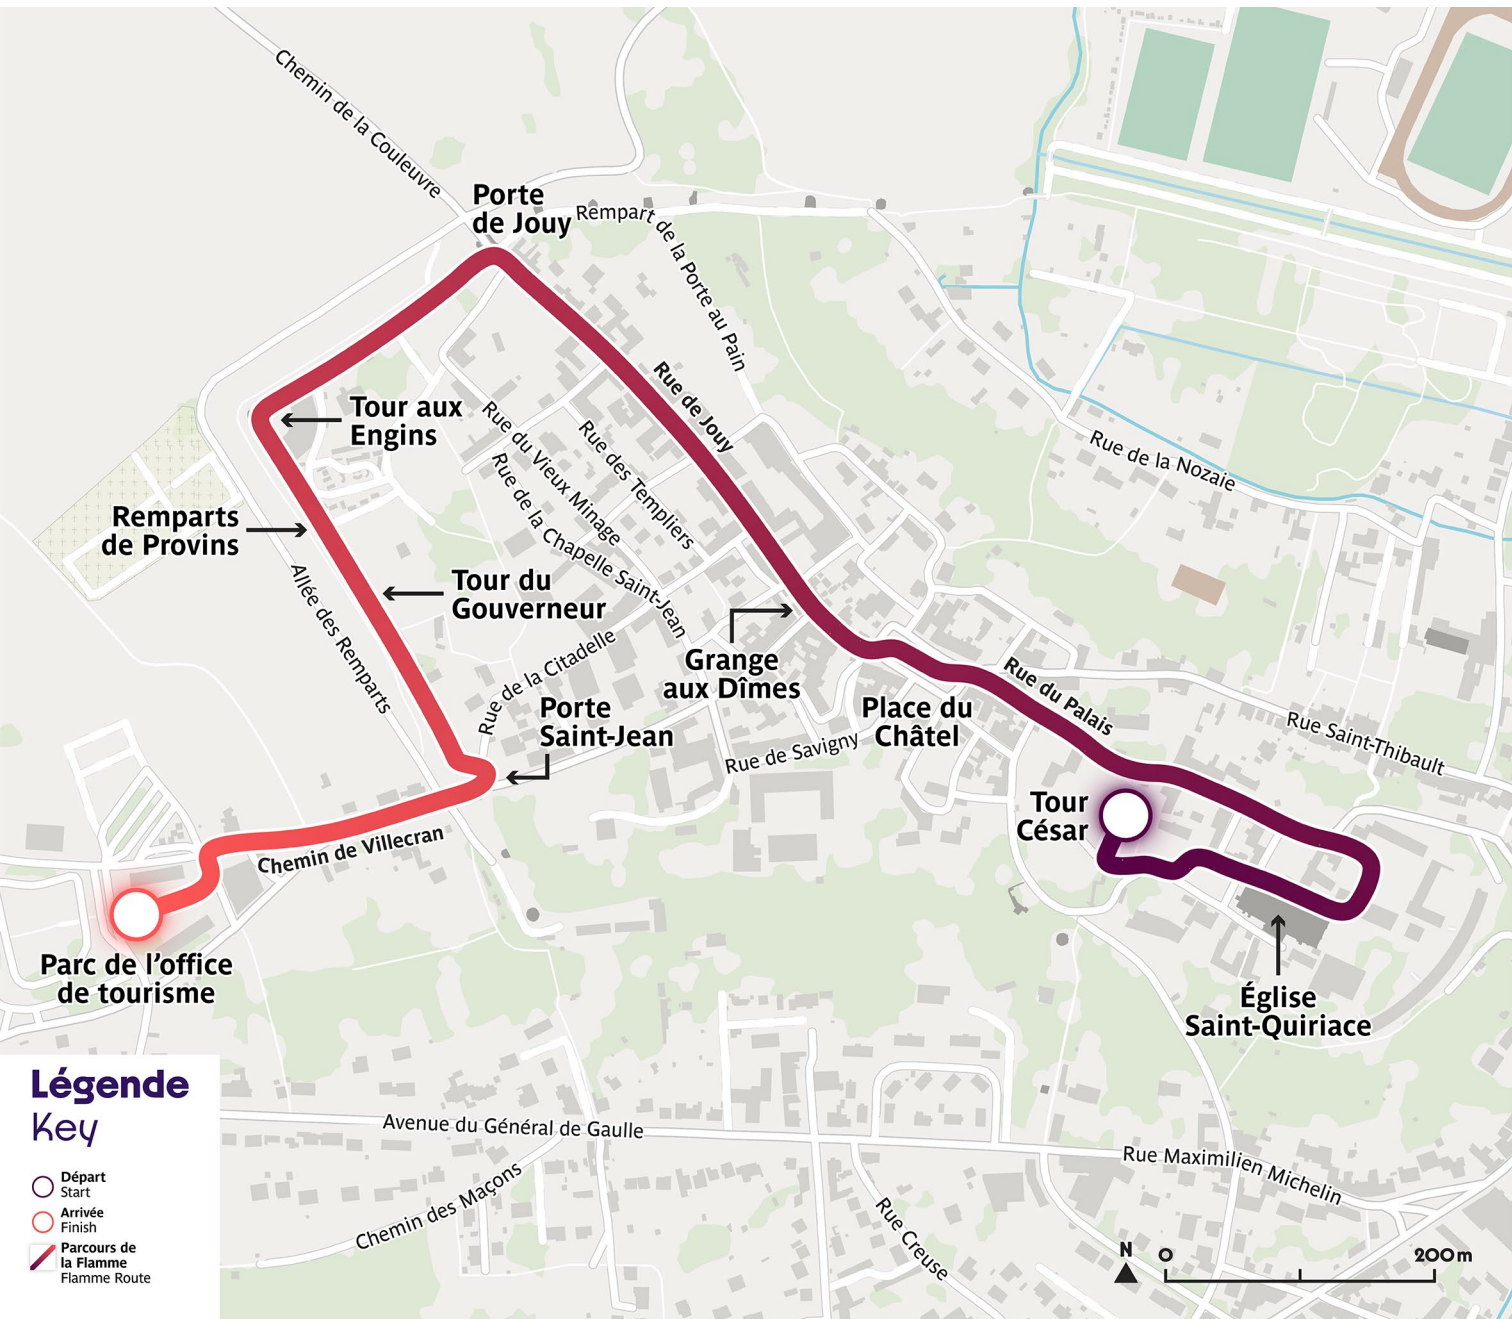 Chemin de la Couleuvre
Porte
de Jouy
Rempart de la Porte au Pain
Rue de Jouy
Tour aux
Engins
Rue du Vieux Minage
Rue des Templiers
Rue de la Chapelle Saint-Jean
Rue de la Nozaie
Remparts
de Provins
Allée des Remparts
Tour du
Gouverneur
Rue de la Citadelle
Grange
aux Dîmes
Porte
Saint-Jean
Rue de Savigny
Place du
Châtel
Rue du Palais
Rue Saint-Thibault
Tour
César
Chemin de Villecran
Parc de l’office
de tourisme
Église
Saint-Quiriace
Légende
Key
Départ
Start
Arrivée
Finish
Parcours de
la Flamme
Flamme Route
Avenue du Général de Gaulle
Chemin des Maçons
Rue Creuse
Rue Maximilien Michelin
N
0
200m